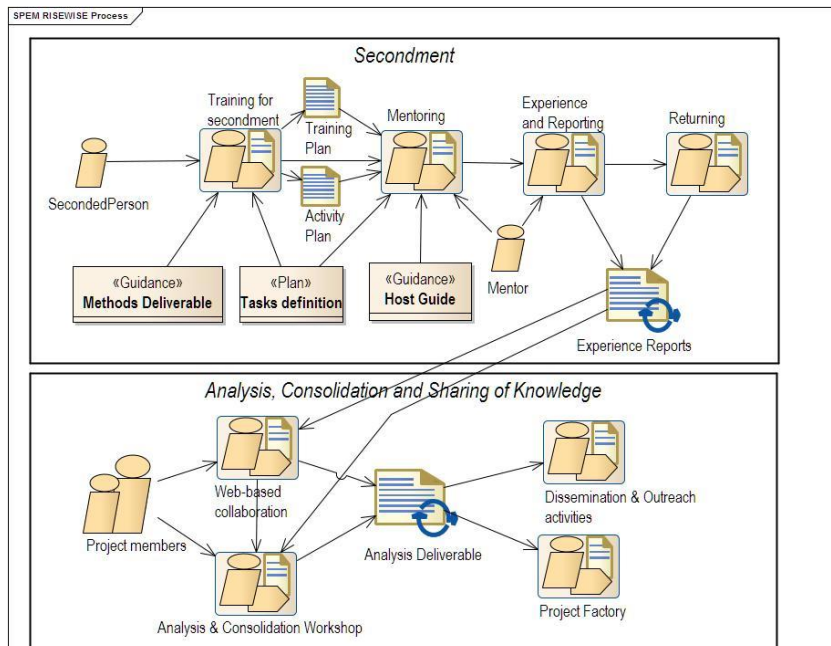 SPEM RISEWISE Process
Secondment
Training for
secondment
Training
Plan
Mentoring
Experience
and Reporting
Returning
SecondedPerson
Activity
Plan
«Guidance»
Methods Deliverable
«Plan»
Tasks definition
«Guidance»
Host Guide
Mentor
Experience Reports
Analysis, Consolidation and Sharing of Knowledge
Web-based
collaboration
Project members
Analysis Deliverable
Dissemination & Outreach
activities
Analysis & Consolidation Workshop
Project Factory